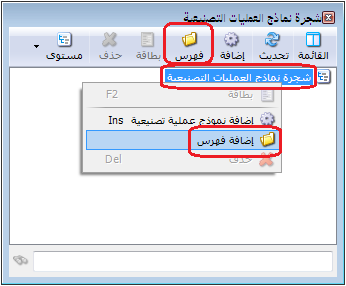 شجرة نماذج العمليات التصنيعية
القائمة تحديث إضافة فهرس بطاقة حذف مستوى
شجرة نماذج العمليات التصنيعية
بطاقة F2
إضافة نموذج عملية تصنيعية Ins
إضافة فهرس
حذف Del